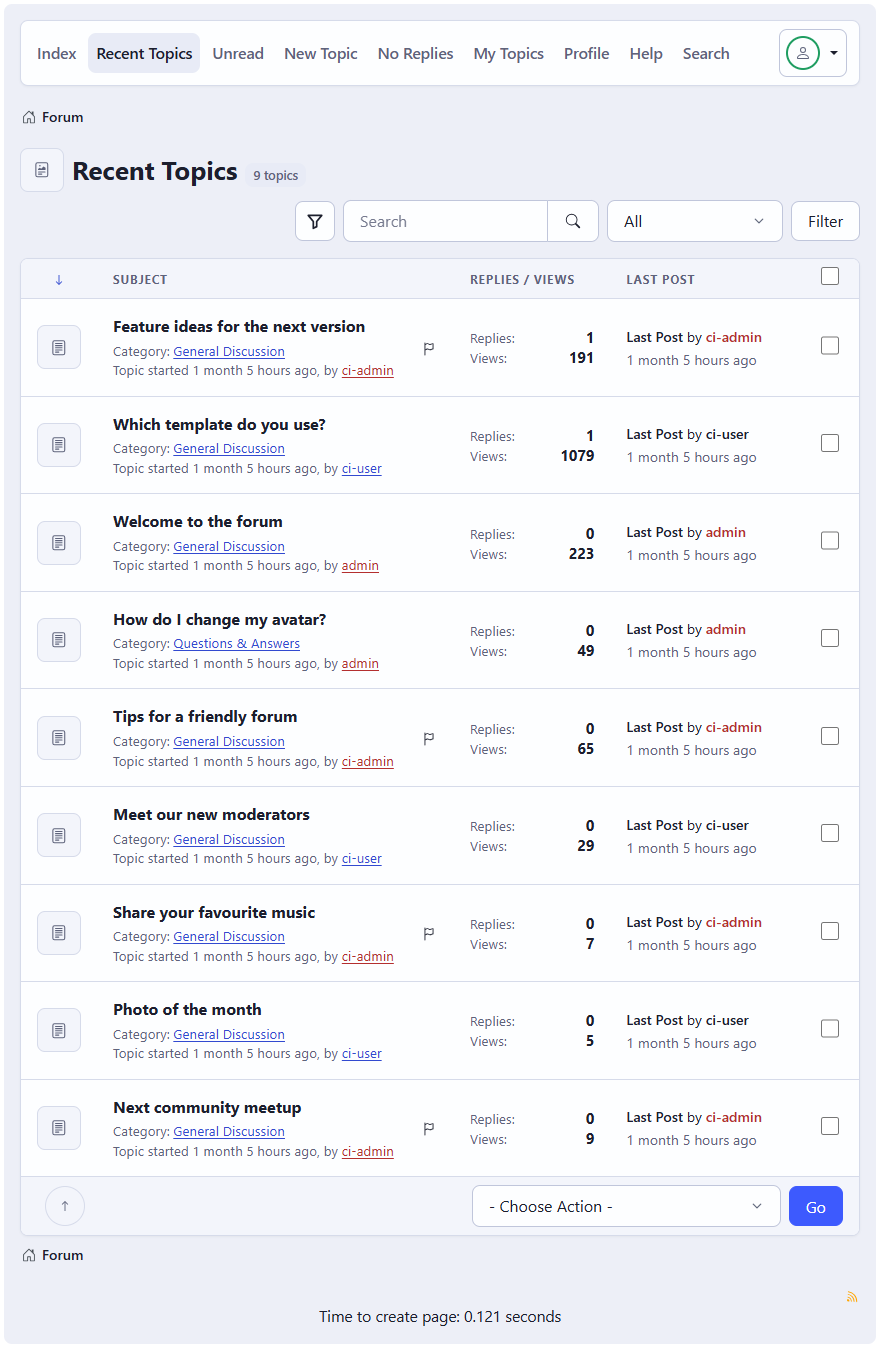 Index Recent Topics Unread New Topic No Replies My Topics Profile Help Search
Forum
Recent Topics 9 topics
Search All Filter
SUBJECT REPLIES / VIEWS LAST POST
Feature ideas for the next version
Category: General Discussion
Topic started 1 month 5 hours ago, by ci-admin
Replies: 1
Views: 191
Last Post by ci-admin
1 month 5 hours ago
Which template do you use?
Category: General Discussion
Topic started 1 month 5 hours ago, by ci-user
Replies: 1
Views: 1079
Last Post by ci-user
1 month 5 hours ago
Welcome to the forum
Category: General Discussion
Topic started 1 month 5 hours ago, by admin
Replies: 0
Views: 223
Last Post by admin
1 month 5 hours ago
How do I change my avatar?
Category: Questions & Answers
Topic started 1 month 5 hours ago, by admin
Replies: 0
Views: 49
Last Post by admin
1 month 5 hours ago
Tips for a friendly forum
Category: General Discussion
Topic started 1 month 5 hours ago, by ci-admin
Replies: 0
Views: 65
Last Post by ci-admin
1 month 5 hours ago
Meet our new moderators
Category: General Discussion
Topic started 1 month 5 hours ago, by ci-user
Replies: 0
Views: 29
Last Post by ci-user
1 month 5 hours ago
Share your favourite music
Category: General Discussion
Topic started 1 month 5 hours ago, by ci-admin
Replies: 0
Views: 7
Last Post by ci-admin
1 month 5 hours ago
Photo of the month
Category: General Discussion
Topic started 1 month 5 hours ago, by ci-user
Replies: 0
Views: 5
Last Post by ci-user
1 month 5 hours ago
Next community meetup
Category: General Discussion
Topic started 1 month 5 hours ago, by ci-admin
Replies: 0
Views: 9
Last Post by ci-admin
1 month 5 hours ago
- Choose Action - Go
Forum
Time to create page: 0.121 seconds